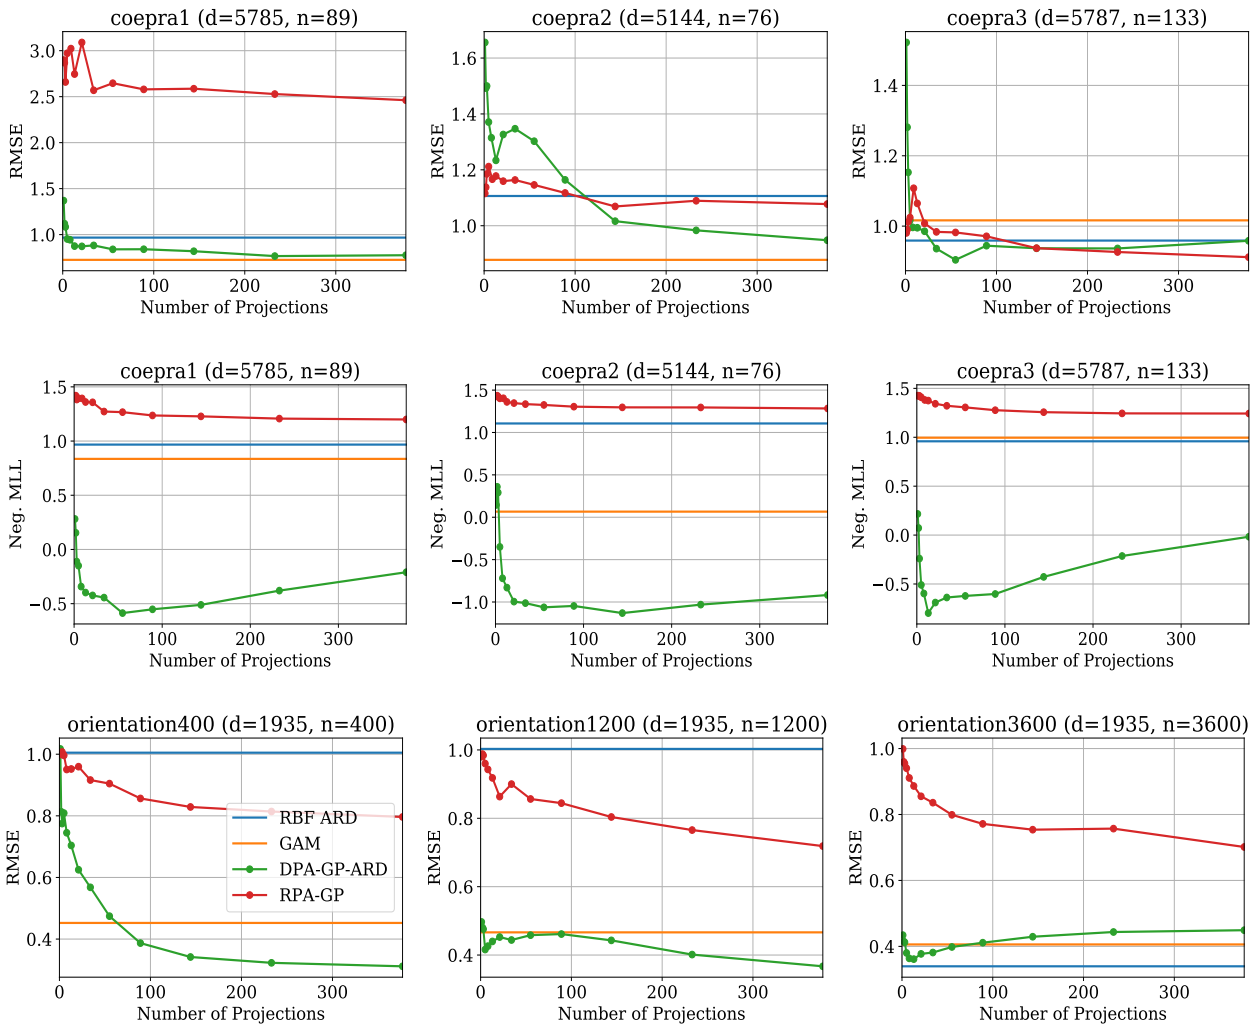 coepra1 (d=5785, n=89)
coepra2 (d=5144, n=76)
coepra3 (d=5787, n=133)
RMSE
3.0
2.5
2.0
1.5
1.0
0 100 200 300
Number of Projections
RMSE
1.6
1.4
1.2
1.0
0 100 200 300
Number of Projections
RMSE
1.4
1.2
1.0
0 100 200 300
Number of Projections
coepra1 (d=5785, n=89)
coepra2 (d=5144, n=76)
coepra3 (d=5787, n=133)
Neg. MLL
1.5
1.0
0.5
0.0
−0.5
0 100 200 300
Number of Projections
Neg. MLL
1.5
1.0
0.5
0.0
−0.5
−1.0
0 100 200 300
Number of Projections
Neg. MLL
1.5
1.0
0.5
0.0
−0.5
0 100 200 300
Number of Projections
orientation400 (d=1935, n=400)
orientation1200 (d=1935, n=1200)
orientation3600 (d=1935, n=3600)
RMSE
1.0
0.8
0.6
0.4
RBF ARD
GAM
DPA-GP-ARD
RPA-GP
0 100 200 300
Number of Projections
RMSE
1.0
0.8
0.6
0.4
0 100 200 300
Number of Projections
RMSE
1.0
0.8
0.6
0.4
0 100 200 300
Number of Projections